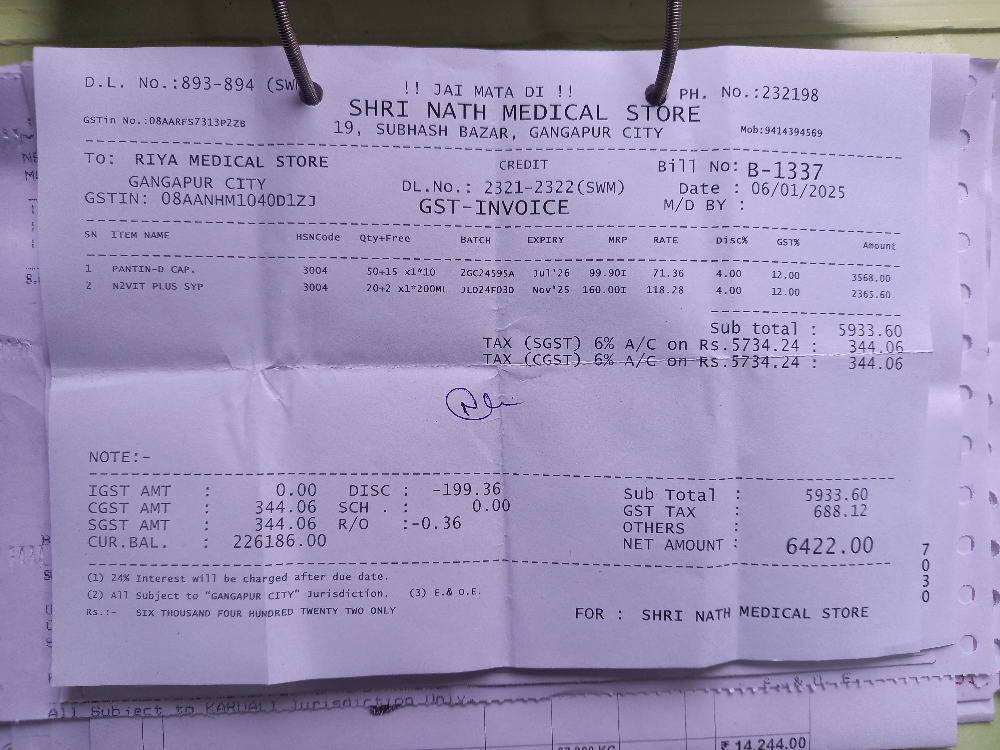 D.L. No.:893-894 (SW
!! JAI MATA DI !!
PH. No.:232198
SHRI NATH MEDICAL STORE
GSTin No.:08AARFS7313P2ZB
19, SUBHASH BAZAR, GANGAPUR CITY
Mob:9414394569
To: RIYA MEDICAL STORE
CREDIT
Bill No: B-1337
GANGAPUR CITY
DL.No.: 2321-2322(SWM)
Date : 06/01/2025
GSTIN: 08AANHM1040D1ZJ
GST-INVOICE
M/D BY :
SN ITEM NAME HSNCode Qty+Free BATCH EXPIRY MRP RATE Disc% GST% Amount
1 PANTIN-D CAP. 3004 50+15 x1*10 2GC24595A Jul'26 99.90I 71.36 4.00 12.00 3568.00
2 N2VIT PLUS SYP 3004 20+2 x1*200ML JLD24F03D Nov'25 160.00I 118.28 4.00 12.00 2365.60
Sub total : 5933.60
TAX (SGST) 6% A/C on Rs.5734.24 : 344.06
TAX (CGST) 6% A/C on Rs.5734.24 : 344.06
NOTE:-
IGST AMT : 0.00 DISC : -199.36 Sub Total : 5933.60
CGST AMT : 344.06 SCH . : 0.00 GST TAX : 688.12
SGST AMT : 344.06 R/O :-0.36 OTHERS :
CUR.BAL. : 226186.00 NET AMOUNT : 6422.00
7030
(1) 24% Interest will be charged after due date.
(2) All Subject to "GANGAPUR CITY" Jurisdiction. (3) E.& O.E.
Rs.:- SIX THOUSAND FOUR HUNDRED TWENTY TWO ONLY
FOR : SHRI NATH MEDICAL STORE
All Subject to KARUALI Jurisdiction Only.
₹ 14,244.00